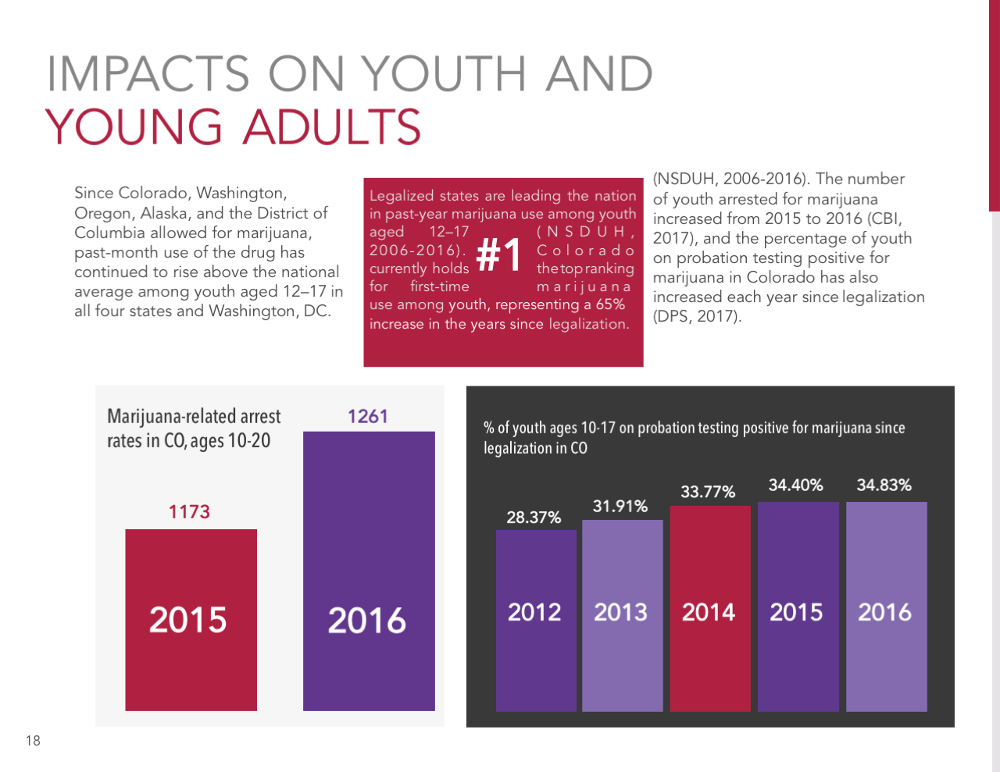 IMPACTS ON YOUTH AND
YOUNG ADULTS
Since Colorado, Washington,
Oregon, Alaska, and the District of
Columbia allowed for marijuana,
past-month use of the drug has
continued to rise above the national
average among youth aged 12–17 in
all four states and Washington, DC.
Legalized states are leading the nation
in past-year marijuana use among youth
aged 12–17 (NSDUH,
2006-2016). Colorado
#1
currently holds the top ranking
for first-time marijuana
use among youth, representing a 65%
increase in the years since legalization.
(NSDUH, 2006-2016). The number
of youth arrested for marijuana
increased from 2015 to 2016 (CBI,
2017), and the percentage of youth
on probation testing positive for
marijuana in Colorado has also
increased each year since legalization
(DPS, 2017).
Marijuana-related arrest
rates in CO, ages 10-20
1173
1261
2015
2016
% of youth ages 10-17 on probation testing positive for marijuana since
legalization in CO
28.37%
31.91%
33.77%
34.40%
34.83%
2012
2013
2014
2015
2016
18